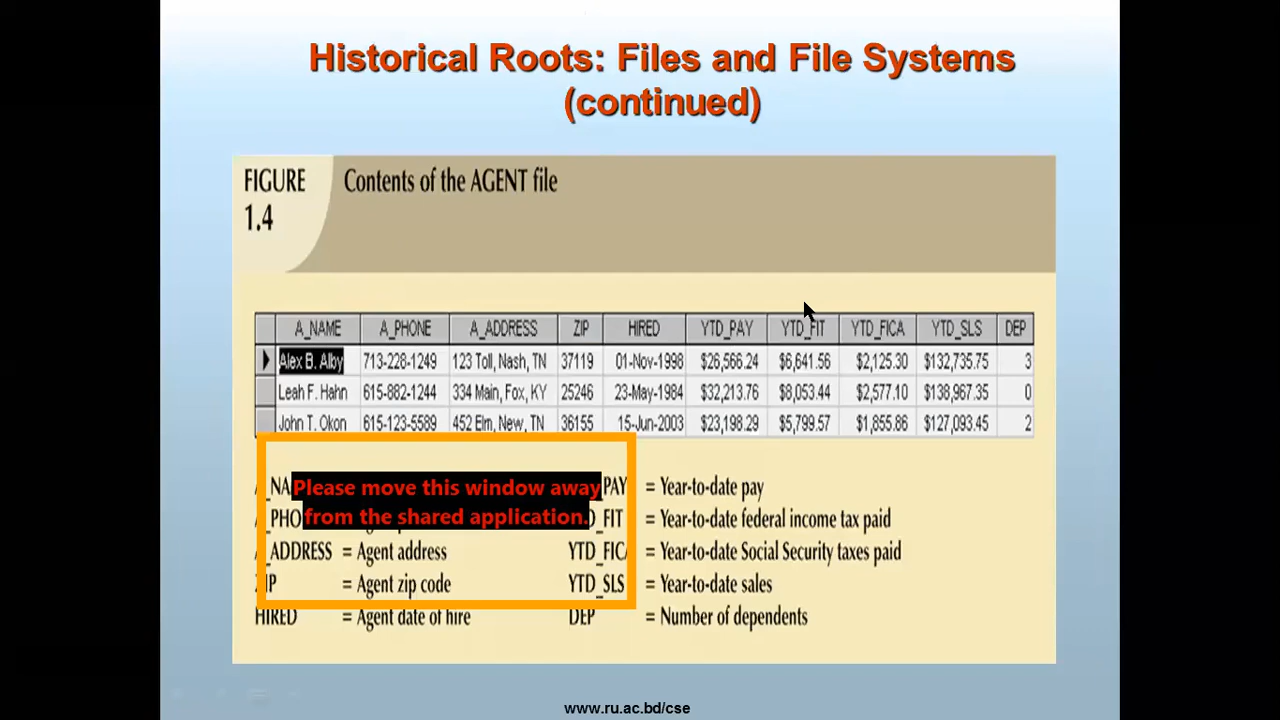 Historical Roots: Files and File Systems
(continued)
FIGURE
1.4
Contents of the AGENT file
A_NAME A_PHONE A_ADDRESS ZIP HIRED YTD_PAY YTD_FIT YTD_FICA YTD_SLS DEP
Alex B. Alby 713-228-1249 123 Toll, Nash, TN 37119 01-Nov-1998 $26,566.24 $6,641.56 $2,125.30 $132,735.75 3
Leah F. Hahn 615-882-1244 334 Main, Fox, KY 25246 23-May-1984 $32,213.76 $8,053.44 $2,577.10 $138,967.35 0
John T. Okon 615-123-5589 452 Elm, New, TN 36155 15-Jun-2003 $23,198.29 $5,799.57 $1,855.86 $127,093.45 2
Please move this window away
from the shared application.
PAY = Year-to-date pay
FIT = Year-to-date federal income tax paid
ADDRESS = Agent address YTD_FICA = Year-to-date Social Security taxes paid
ZIP = Agent zip code YTD_SLS = Year-to-date sales
HIRED = Agent date of hire DEP = Number of dependents
www.ru.ac.bd/cse